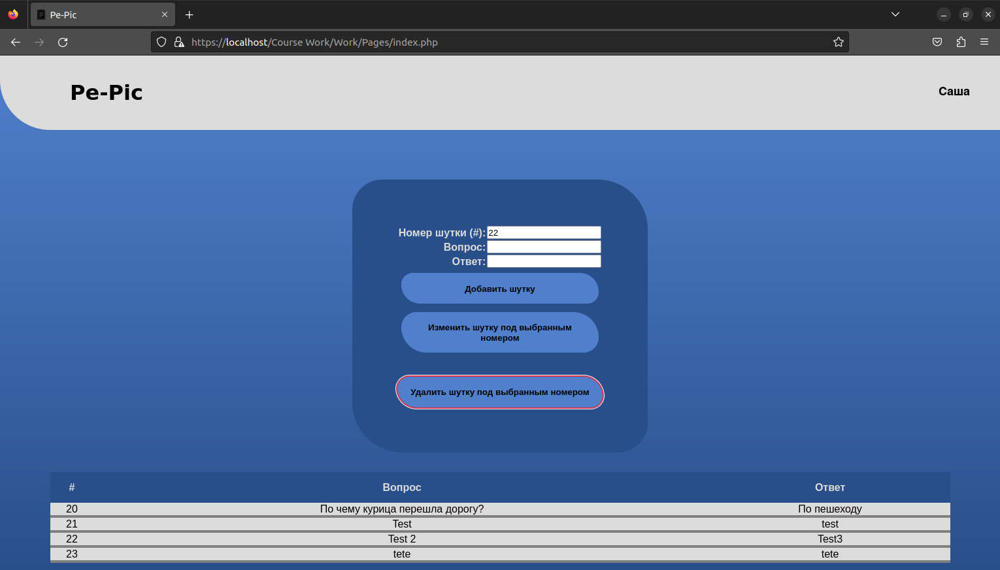 Pe-Pic
https://localhost/Course Work/Work/Pages/index.php
Pe-Pic
Саша
Номер шутки (#): 22
Вопрос:
Ответ:
Добавить шутку
Изменить шутку под выбранным
номером
Удалить шутку под выбранным номером
# Вопрос Ответ
20 По чему курица перешла дорогу? По пешеходу
21 Test test
22 Test 2 Test3
23 tete tete